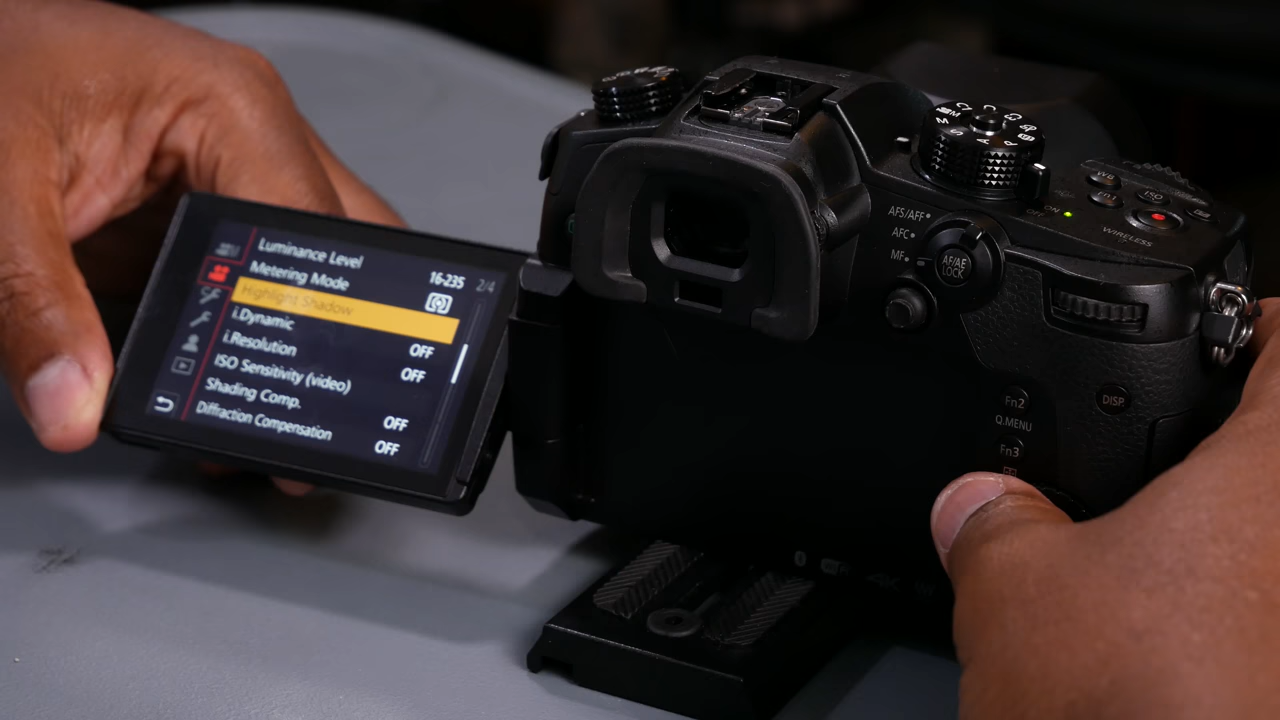 Luminance Level 16-235 2/4
Metering Mode
Highlight Shadow
i.Dynamic OFF
i.Resolution OFF
ISO Sensitivity (video)
Shading Comp. OFF
Diffraction Compensation OFF
AFS/AFF
AFC
MF
AF/AE
LOCK
ON
OFF
WB
ISO
WIRELESS
Fn2
Q.MENU
Fn3
DISP.